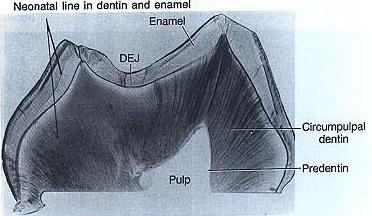 Neonatal line in dentin and enamel
Enamel
DEJ
Circumpulpal
dentin
Predentin
Pulp